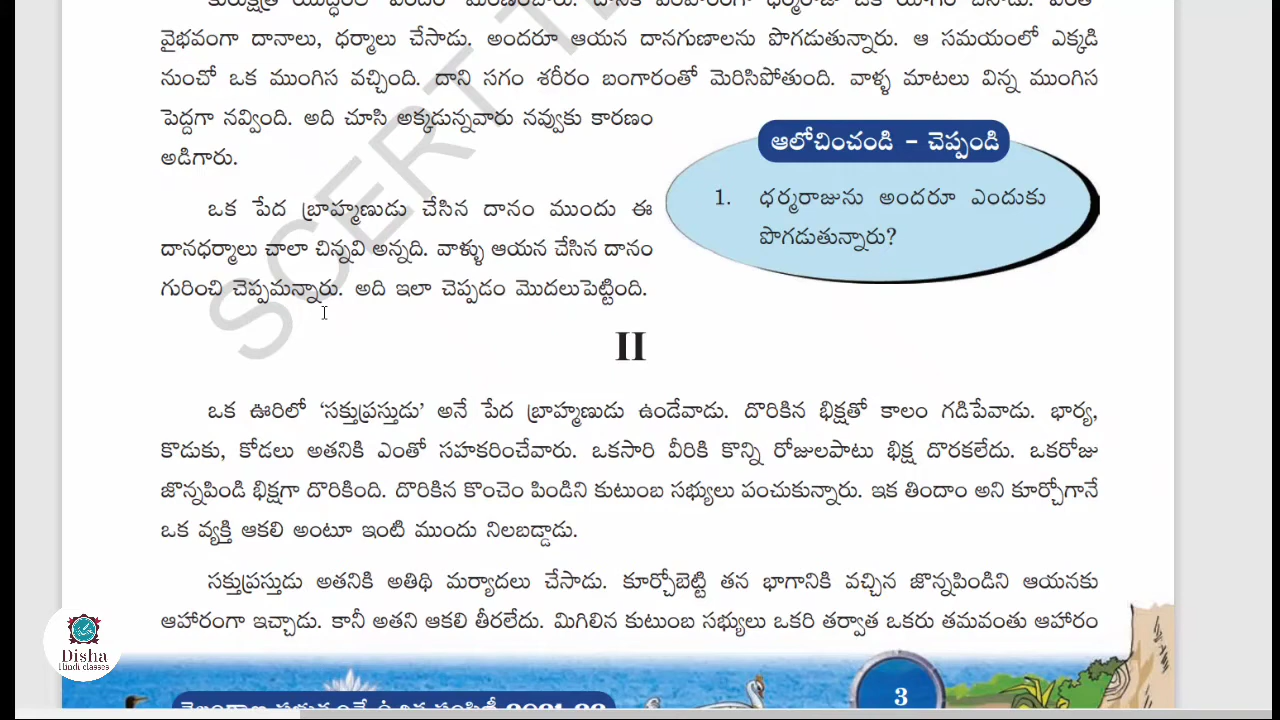 వైభవంగా దానాలు, ధర్మాలు చేసాడు. అందరూ ఆయన దానగుణాలను పొగడుతున్నారు. ఆ సమయంలో ఎక్కడి
నుంచో ఒక ముంగిస వచ్చింది. దాని సగం శరీరం బంగారంతో మెరిసిపోతుంది. వాళ్ళ మాటలు విన్న ముంగిస
పెద్దగా నవ్వింది. అది చూసి అక్కడున్నవారు నవ్వుకు కారణం
అడిగారు.
ఒక పేద బ్రాహ్మణుడు చేసిన దానం ముందు ఈ
దానధర్మాలు చాలా చిన్నవి అన్నది. వాళ్ళు ఆయన చేసిన దానం
గురించి చెప్పమన్నారు. అది ఇలా చెప్పడం మొదలుపెట్టింది.
ఆలోచించండి - చెప్పండి
1. ధర్మరాజును అందరూ ఎందుకు
పొగడుతున్నారు?
II
ఒక ఊరిలో ‘సక్తుప్రస్తుడు’ అనే పేద బ్రాహ్మణుడు ఉండేవాడు. దొరికిన భిక్షతో కాలం గడిపేవాడు. భార్య,
కొడుకు, కోడలు అతనికి ఎంతో సహకరించేవారు. ఒకసారి వీరికి కొన్ని రోజులపాటు భిక్ష దొరకలేదు. ఒకరోజు
జొన్నపిండి భిక్షగా దొరికింది. దొరికిన కొంచెం పిండిని కుటుంబ సభ్యులు పంచుకున్నారు. ఇక తిందాం అని కూర్చోగానే
ఒక వ్యక్తి ఆకలి అంటూ ఇంటి ముందు నిలబడ్డాడు.
సక్తుప్రస్తుడు అతనికి అతిథి మర్యాదలు చేసాడు. కూర్చోబెట్టి తన భాగానికి వచ్చిన జొన్నపిండిని ఆయనకు
ఆహారంగా ఇచ్చాడు. కానీ అతని ఆకలి తీరలేదు. మిగిలిన కుటుంబ సభ్యులు ఒకరి తర్వాత ఒకరు తమవంతు ఆహారం
SCERT
Disha
Hindi classes
3